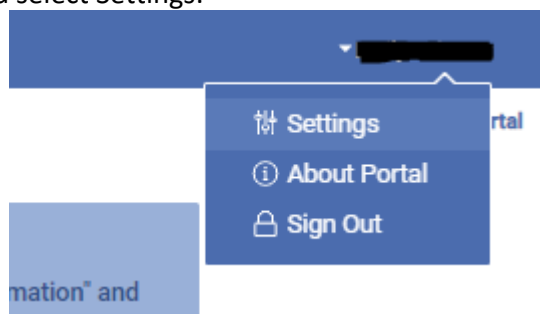 select Settings.
Settings
rtal
About Portal
Sign Out
mation" and